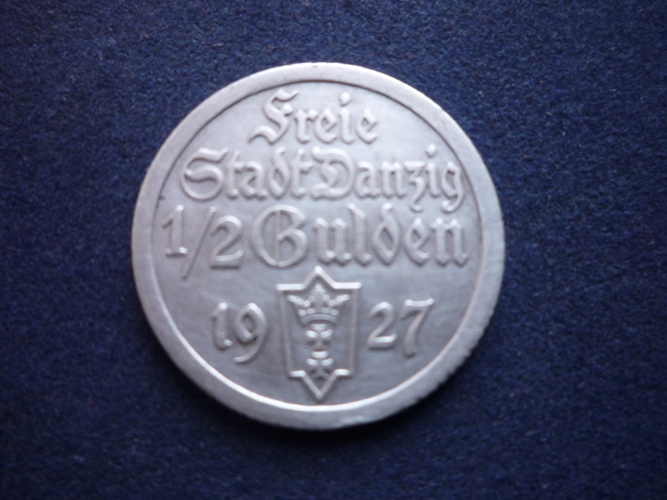 Freie
Stadt Danzig
1/2 Gulden
19 27